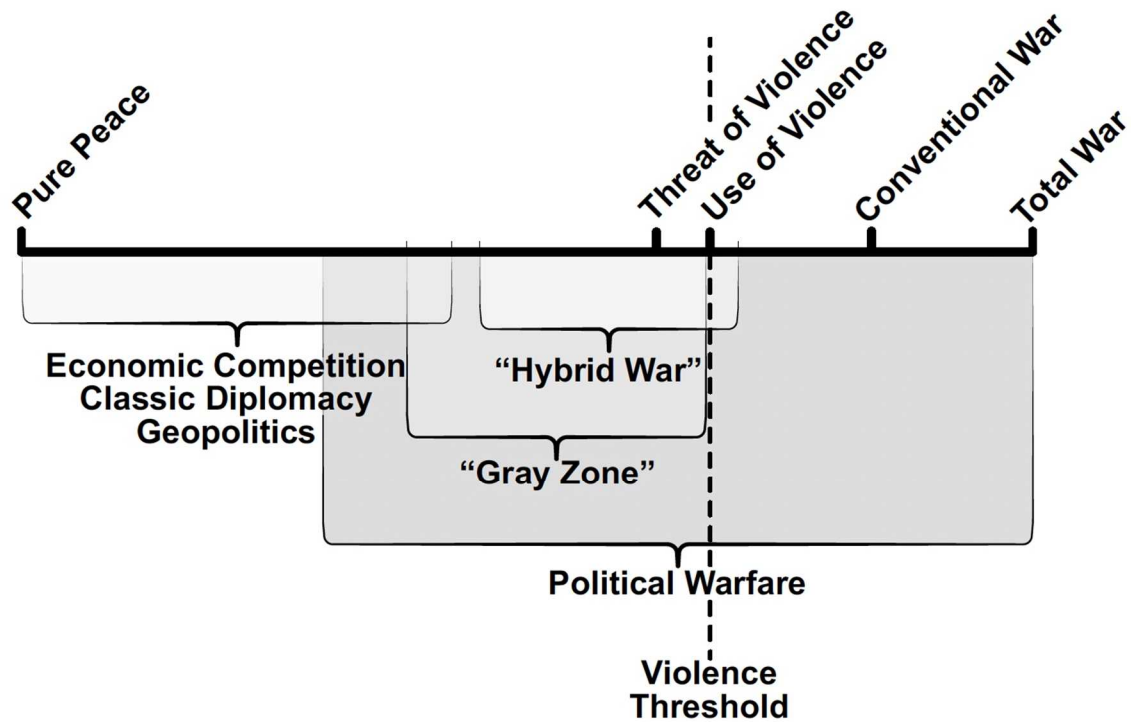 Pure Peace
Threat of Violence
Use of Violence
Conventional War
Total War
Economic Competition
Classic Diplomacy
Geopolitics
“Hybrid War”
“Gray Zone”
Political Warfare
Violence
Threshold